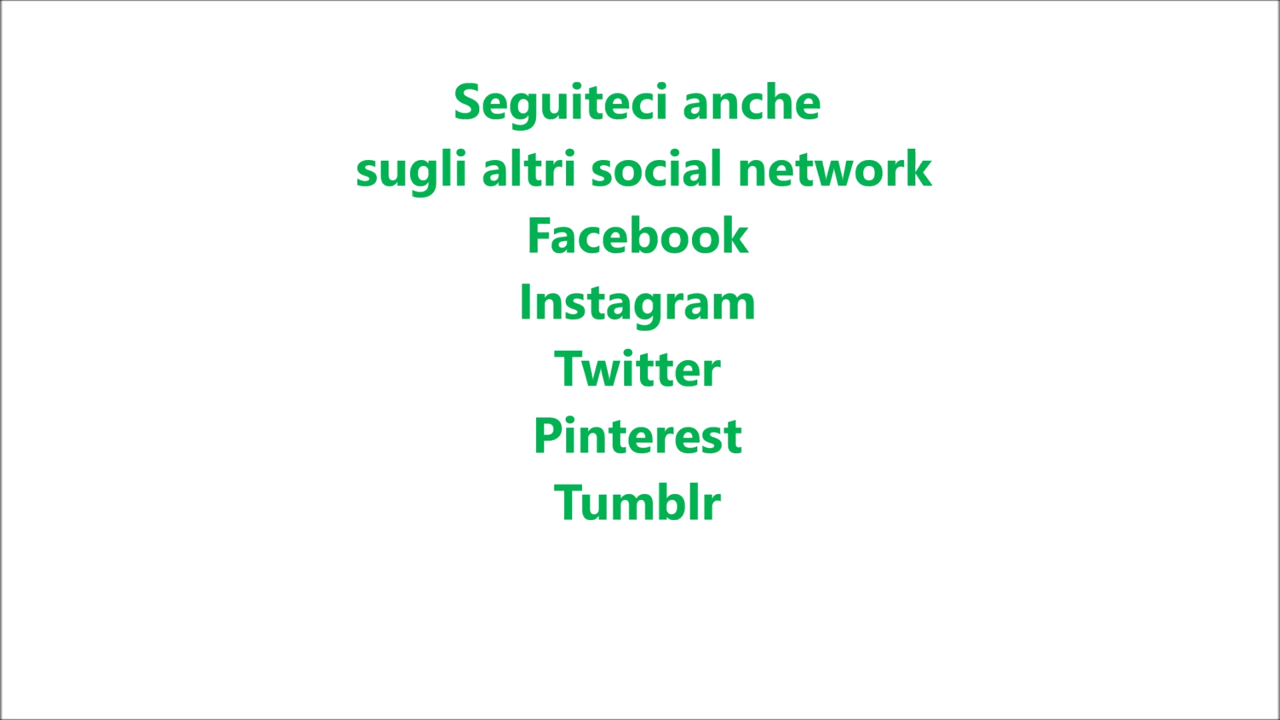 Seguiteci anche
sugli altri social network
Facebook
Instagram
Twitter
Pinterest
Tumblr